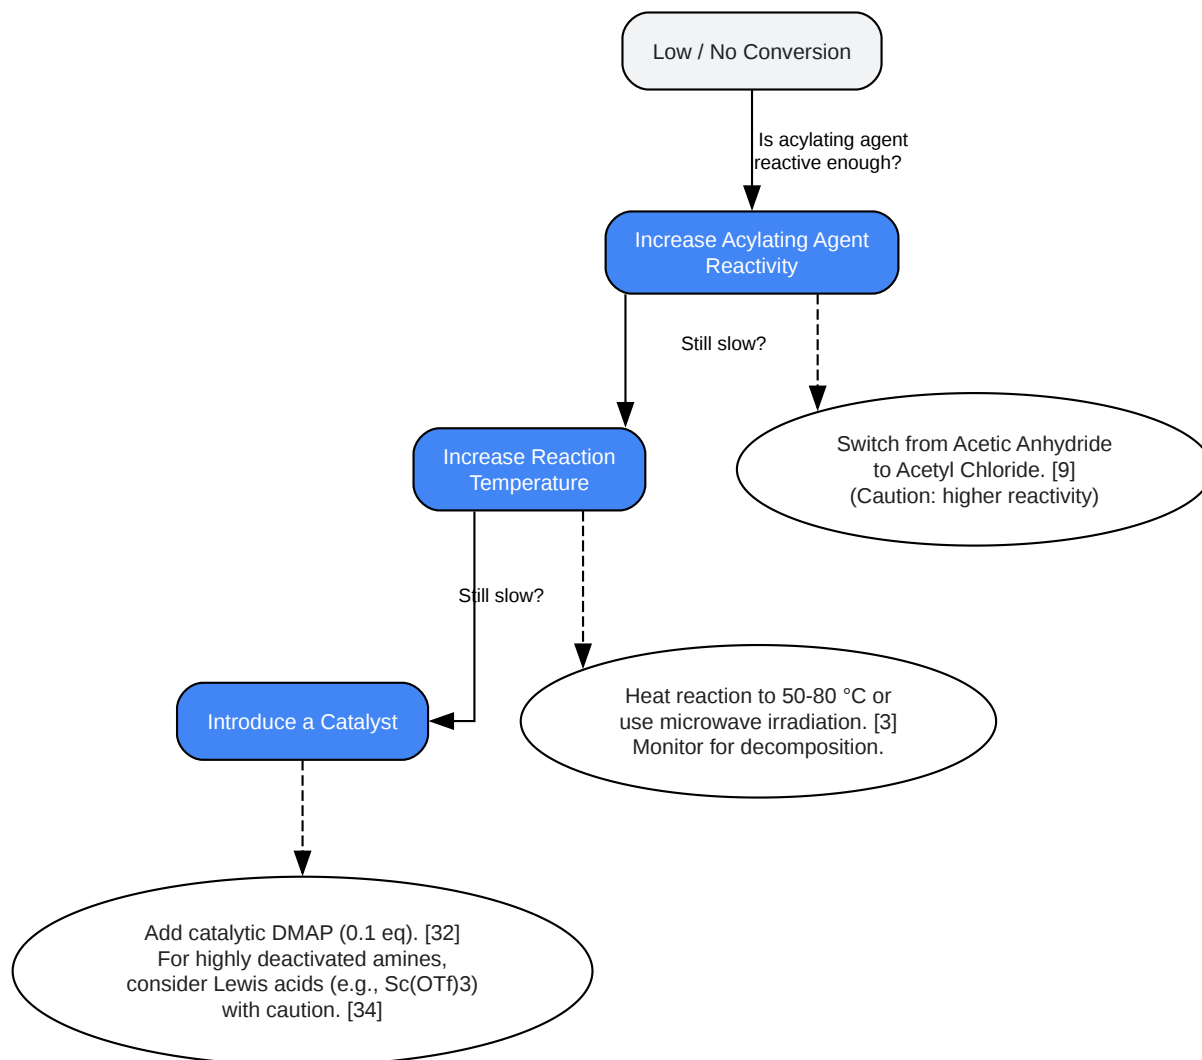 Low / No Conversion
Is acylating agent
reactive enough?
Increase Acylating Agent
Reactivity
Still slow?
Switch from Acetic Anhydride
to Acetyl Chloride. [9]
(Caution: higher reactivity)
Increase Reaction
Temperature
Still slow?
Heat reaction to 50-80 °C or
use microwave irradiation. [3]
Monitor for decomposition.
Introduce a Catalyst
Add catalytic DMAP (0.1 eq). [32]
For highly deactivated amines,
consider Lewis acids (e.g., Sc(OTf)3)
with caution. [34]